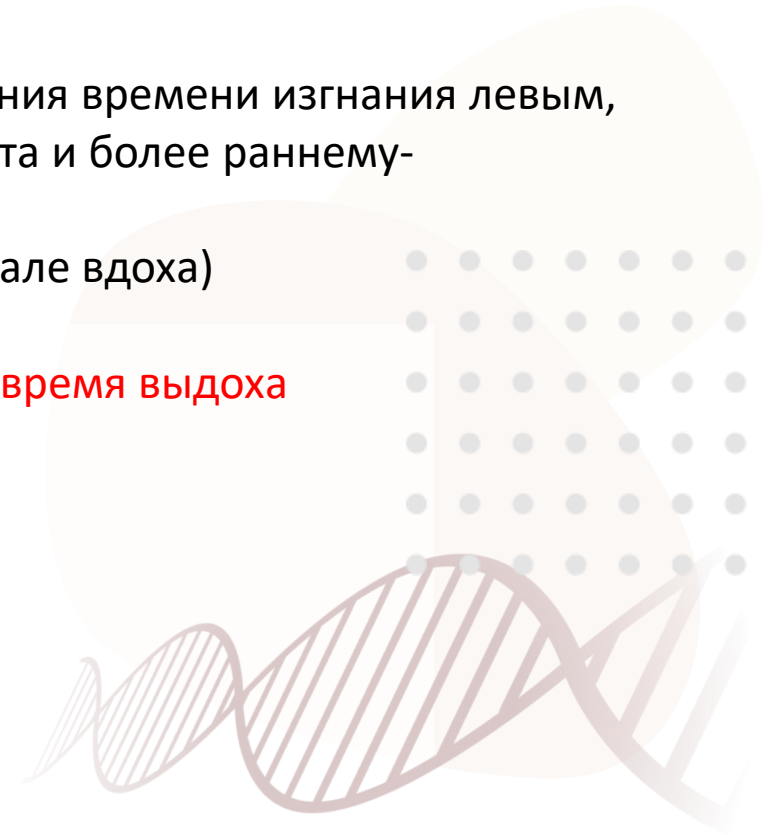 ния времени изгнания левым,
та и более раннему-
але вдоха)
время выдоха